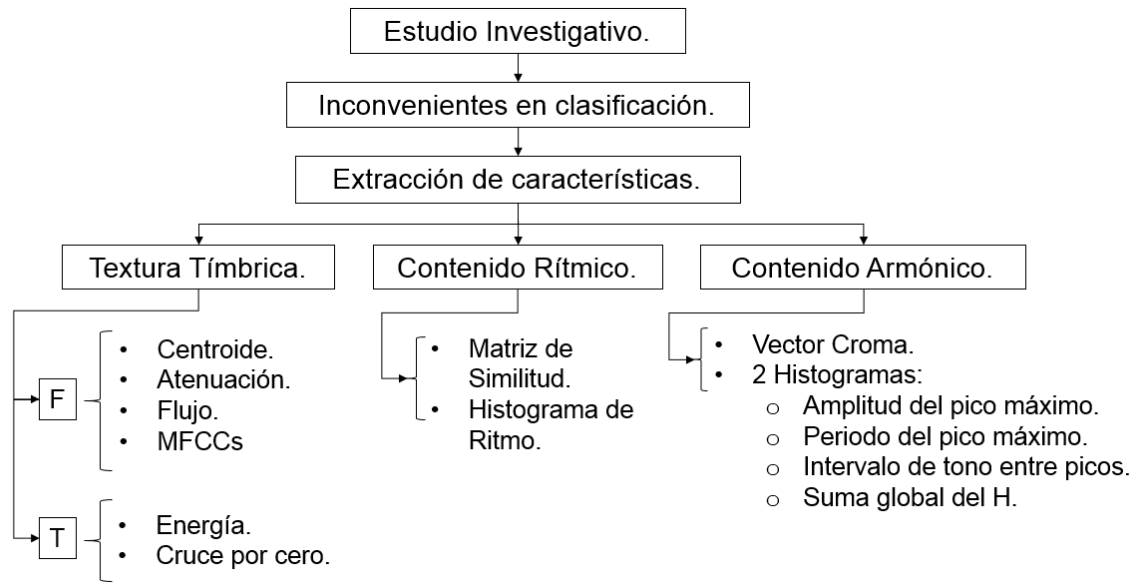 Estudio Investigativo.
Inconvenientes en clasificación.
Extracción de características.
Textura Tímbrica.
F
• Centroide.
• Atenuación.
• Flujo.
• MFCCs
T
• Energía.
• Cruce por cero.
Contenido Rítmico.
• Matriz de
Similitud.
• Histograma de
Ritmo.
Contenido Armónico.
• Vector Croma.
• 2 Histogramas:
o Amplitud del pico máximo.
o Periodo del pico máximo.
o Intervalo de tono entre picos.
o Suma global del H.